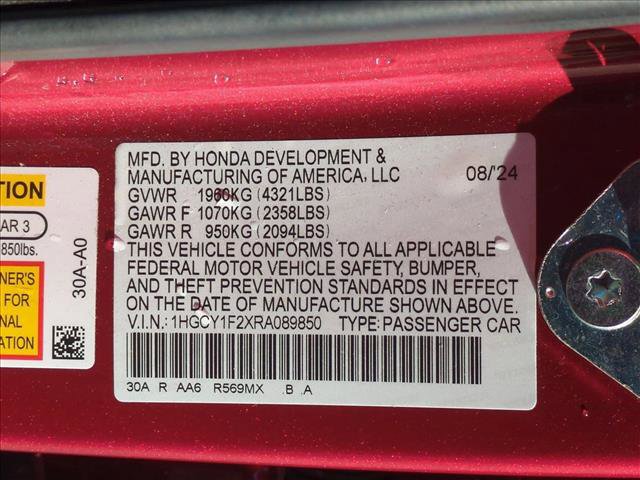 TION
AR 3
850lbs.
NER'S
FOR
NAL
ATION
30A-A0
MFD. BY HONDA DEVELOPMENT &
MANUFACTURING OF AMERICA, LLC 08/'24
GVWR 1960KG (4321LBS)
GAWR F 1070KG (2358LBS)
GAWR R 950KG (2094LBS)
THIS VEHICLE CONFORMS TO ALL APPLICABLE
FEDERAL MOTOR VEHICLE SAFETY, BUMPER,
AND THEFT PREVENTION STANDARDS IN EFFECT
ON THE DATE OF MANUFACTURE SHOWN ABOVE.
V.I.N.: 1HGCY1F2XRA089850 TYPE: PASSENGER CAR
30A R AA6 R569MX .B .A